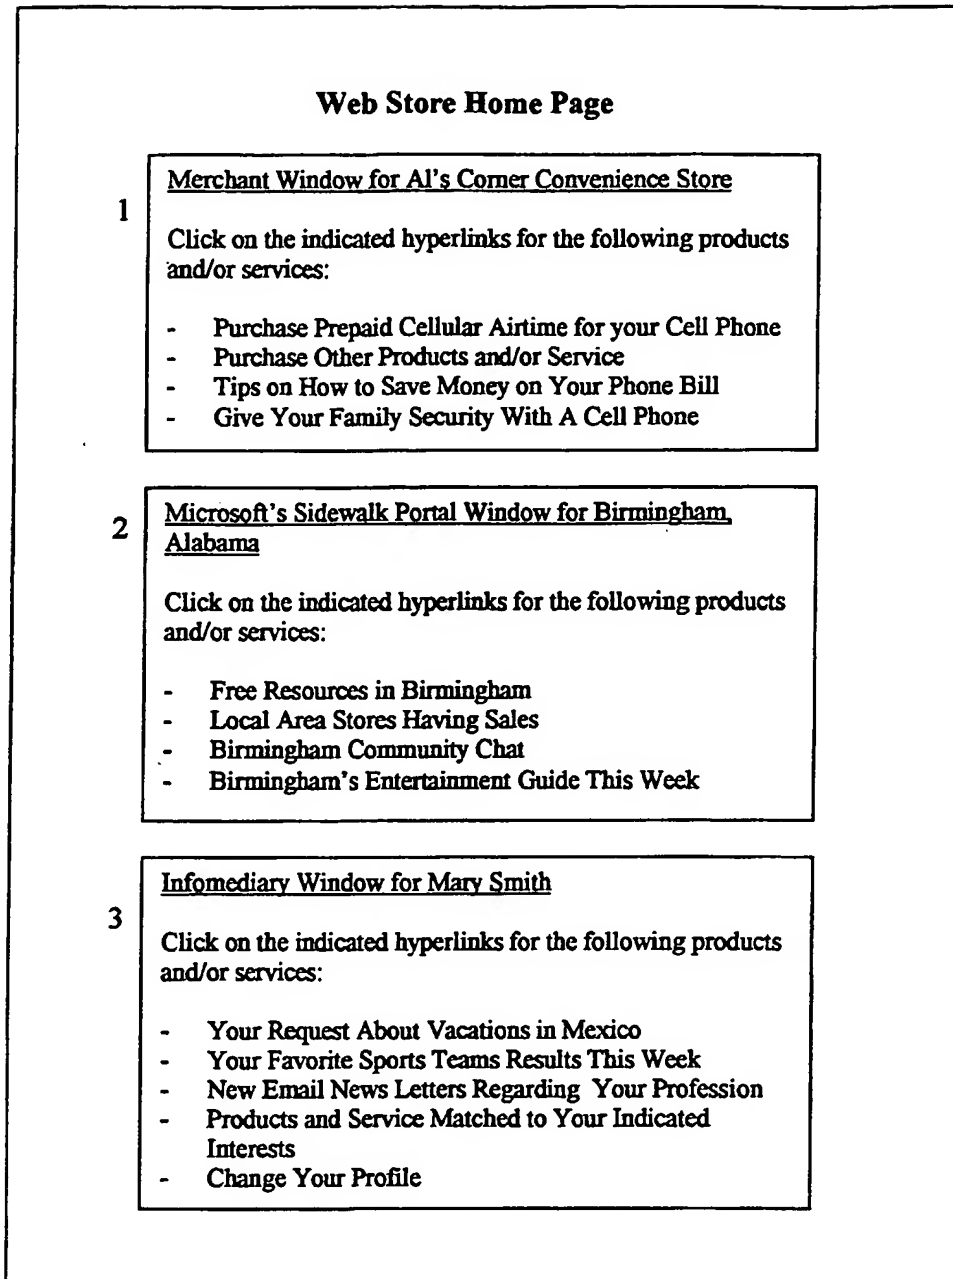 Web Store Home Page
1
Merchant Window for Al's Corner Convenience Store
Click on the indicated hyperlinks for the following products
and/or services:
- Purchase Prepaid Cellular Airtime for your Cell Phone
- Purchase Other Products and/or Service
- Tips on How to Save Money on Your Phone Bill
- Give Your Family Security With A Cell Phone
2
Microsoft's Sidewalk Portal Window for Birmingham,
Alabama
Click on the indicated hyperlinks for the following products
and/or services:
- Free Resources in Birmingham
- Local Area Stores Having Sales
- Birmingham Community Chat
- Birmingham's Entertainment Guide This Week
3
Infomediary Window for Mary Smith
Click on the indicated hyperlinks for the following products
and/or services:
- Your Request About Vacations in Mexico
- Your Favorite Sports Teams Results This Week
- New Email News Letters Regarding Your Profession
- Products and Service Matched to Your Indicated
Interests
- Change Your Profile